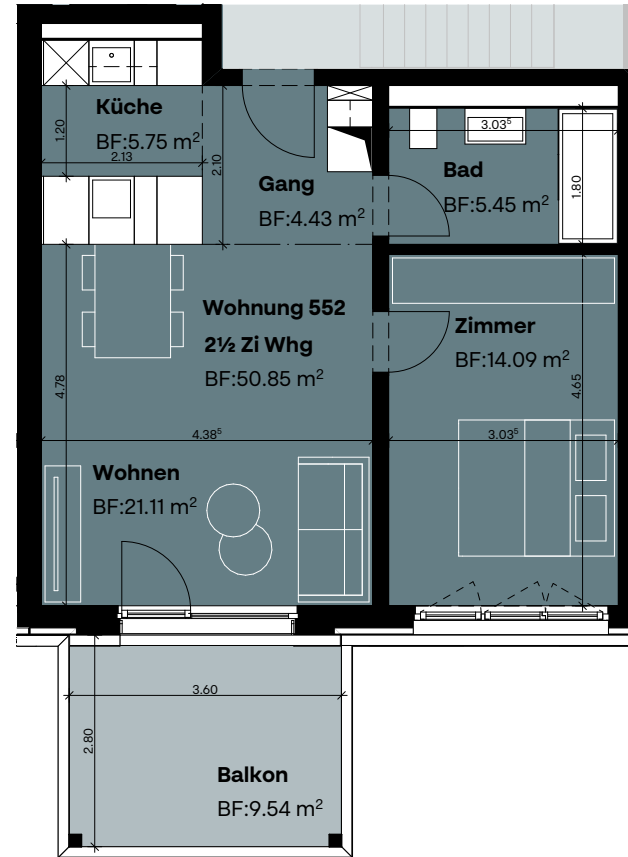 Küche
BF:5.75 m²
1.20
2.13
2.10
Gang
BF:4.43 m²
3.03⁵
Bad
BF:5.45 m²
1.80
Wohnung 552
2½ Zi Whg
BF:50.85 m²
Zimmer
BF:14.09 m²
4.78
4.65
4.38⁵
3.03⁵
Wohnen
BF:21.11 m²
3.60
2.80
Balkon
BF:9.54 m²